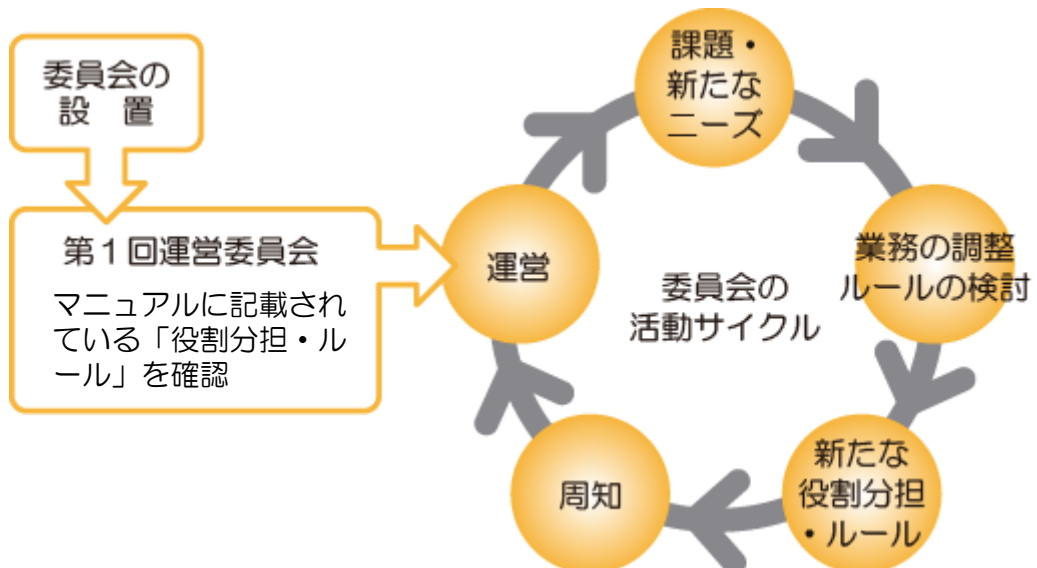 委員会の
設 置
第1回運営委員会
マニュアルに記載され
ている「役割分担・ル
ール」を確認
運営
課題・
新たな
ニーズ
業務の調整
ルールの検討
新たな
役割分担
・ルール
周知
委員会の
活動サイクル